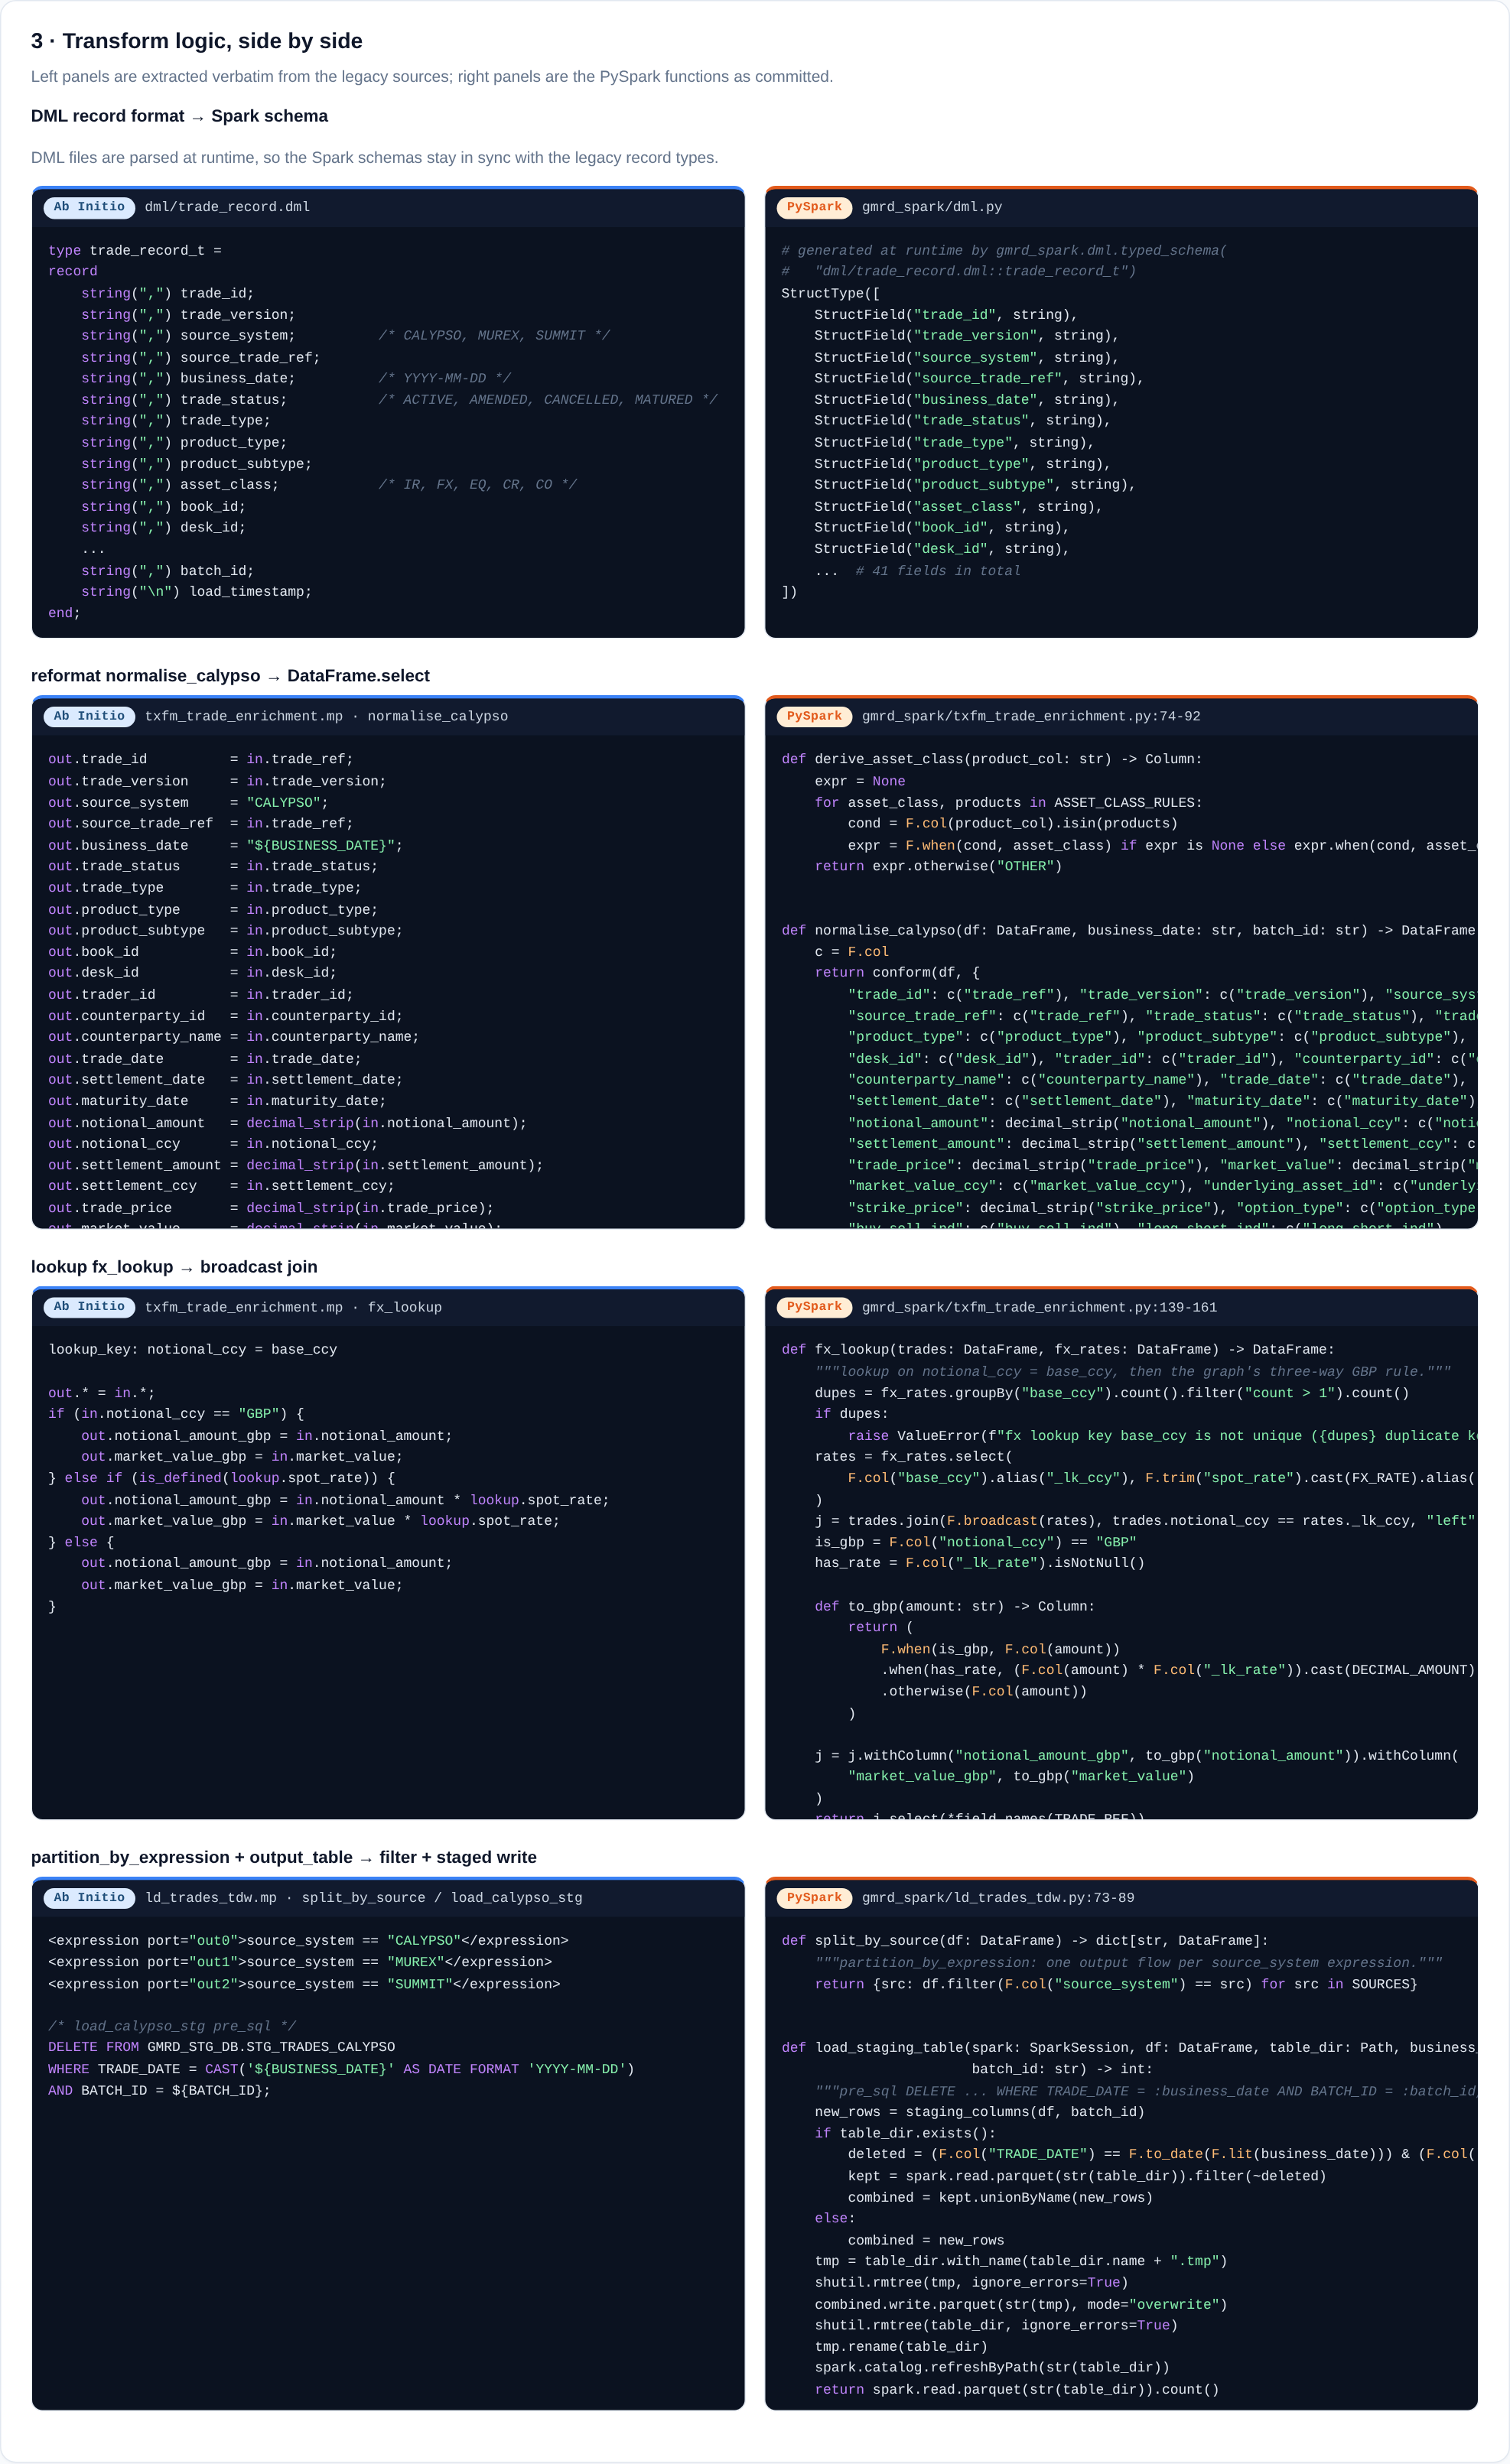 3 · Transform logic, side by side
Left panels are extracted verbatim from the legacy sources; right panels are the PySpark functions as committed.
DML record format → Spark schema
DML files are parsed at runtime, so the Spark schemas stay in sync with the legacy record types.
Ab Initio dml/trade_record.dml
type trade_record_t =
record
    string(",") trade_id;
    string(",") trade_version;
    string(",") source_system;          /* CALYPSO, MUREX, SUMMIT */
    string(",") source_trade_ref;
    string(",") business_date;          /* YYYY-MM-DD */
    string(",") trade_status;           /* ACTIVE, AMENDED, CANCELLED, MATURED */
    string(",") trade_type;
    string(",") product_type;
    string(",") product_subtype;
    string(",") asset_class;            /* IR, FX, EQ, CR, CO */
    string(",") book_id;
    string(",") desk_id;
    ...
    string(",") batch_id;
    string("\n") load_timestamp;
end;
PySpark gmrd_spark/dml.py
# generated at runtime by gmrd_spark.dml.typed_schema(
#   "dml/trade_record.dml::trade_record_t")
StructType([
    StructField("trade_id", string),
    StructField("trade_version", string),
    StructField("source_system", string),
    StructField("source_trade_ref", string),
    StructField("business_date", string),
    StructField("trade_status", string),
    StructField("trade_type", string),
    StructField("product_type", string),
    StructField("product_subtype", string),
    StructField("asset_class", string),
    StructField("book_id", string),
    StructField("desk_id", string),
    ...  # 41 fields in total
])
reformat normalise_calypso → DataFrame.select
Ab Initio txfm_trade_enrichment.mp · normalise_calypso
out.trade_id          = in.trade_ref;
out.trade_version     = in.trade_version;
out.source_system     = "CALYPSO";
out.source_trade_ref  = in.trade_ref;
out.business_date     = "${BUSINESS_DATE}";
out.trade_status      = in.trade_status;
out.trade_type        = in.trade_type;
out.product_type      = in.product_type;
out.product_subtype   = in.product_subtype;
out.book_id           = in.book_id;
out.desk_id           = in.desk_id;
out.trader_id         = in.trader_id;
out.counterparty_id   = in.counterparty_id;
out.counterparty_name = in.counterparty_name;
out.trade_date        = in.trade_date;
out.settlement_date   = in.settlement_date;
out.maturity_date     = in.maturity_date;
out.notional_amount   = decimal_strip(in.notional_amount);
out.notional_ccy      = in.notional_ccy;
out.settlement_amount = decimal_strip(in.settlement_amount);
out.settlement_ccy    = in.settlement_ccy;
out.trade_price       = decimal_strip(in.trade_price);
out.market_value      = decimal_strip(in.market_value);
PySpark gmrd_spark/txfm_trade_enrichment.py:74-92
def derive_asset_class(product_col: str) -> Column:
    expr = None
    for asset_class, products in ASSET_CLASS_RULES:
        cond = F.col(product_col).isin(products)
        expr = F.when(cond, asset_class) if expr is None else expr.when(cond, asset_
    return expr.otherwise("OTHER")
def normalise_calypso(df: DataFrame, business_date: str, batch_id: str) -> DataFrame
    c = F.col
    return conform(df, {
        "trade_id": c("trade_ref"), "trade_version": c("trade_version"), "source_sys
        "source_trade_ref": c("trade_ref"), "trade_status": c("trade_status"), "trad
        "product_type": c("product_type"), "product_subtype": c("product_subtype"),
        "desk_id": c("desk_id"), "trader_id": c("trader_id"), "counterparty_id": c("
        "counterparty_name": c("counterparty_name"), "trade_date": c("trade_date"),
        "settlement_date": c("settlement_date"), "maturity_date": c("maturity_date")
        "notional_amount": decimal_strip("notional_amount"), "notional_ccy": c("noti
        "settlement_amount": decimal_strip("settlement_amount"), "settlement_ccy": c
        "trade_price": decimal_strip("trade_price"), "market_value": decimal_strip("
        "market_value_ccy": c("market_value_ccy"), "underlying_asset_id": c("underly
        "strike_price": decimal_strip("strike_price"), "option_type": c("option_type
        "buy_sell_ind": c("buy_sell_ind"), "long_short_ind": c("long_short_ind")
lookup fx_lookup → broadcast join
Ab Initio txfm_trade_enrichment.mp · fx_lookup
lookup_key: notional_ccy = base_ccy
out.* = in.*;
if (in.notional_ccy == "GBP") {
    out.notional_amount_gbp = in.notional_amount;
    out.market_value_gbp = in.market_value;
} else if (is_defined(lookup.spot_rate)) {
    out.notional_amount_gbp = in.notional_amount * lookup.spot_rate;
    out.market_value_gbp = in.market_value * lookup.spot_rate;
} else {
    out.notional_amount_gbp = in.notional_amount;
    out.market_value_gbp = in.market_value;
}
PySpark gmrd_spark/txfm_trade_enrichment.py:139-161
def fx_lookup(trades: DataFrame, fx_rates: DataFrame) -> DataFrame:
    """lookup on notional_ccy = base_ccy, then the graph's three-way GBP rule."""
    dupes = fx_rates.groupBy("base_ccy").count().filter("count > 1").count()
    if dupes:
        raise ValueError(f"fx lookup key base_ccy is not unique ({dupes} duplicate k
    rates = fx_rates.select(
        F.col("base_ccy").alias("_lk_ccy"), F.trim("spot_rate").cast(FX_RATE).alias(
    )
    j = trades.join(F.broadcast(rates), trades.notional_ccy == rates._lk_ccy, "left"
    is_gbp = F.col("notional_ccy") == "GBP"
    has_rate = F.col("_lk_rate").isNotNull()
    def to_gbp(amount: str) -> Column:
        return (
            F.when(is_gbp, F.col(amount))
            .when(has_rate, (F.col(amount) * F.col("_lk_rate")).cast(DECIMAL_AMOUNT)
            .otherwise(F.col(amount))
        )
    j = j.withColumn("notional_amount_gbp", to_gbp("notional_amount")).withColumn(
        "market_value_gbp", to_gbp("market_value")
    )
    return j.select(*field_names(TRADE_REF))
partition_by_expression + output_table → filter + staged write
Ab Initio ld_trades_tdw.mp · split_by_source / load_calypso_stg
<expression port="out0">source_system == "CALYPSO"</expression>
<expression port="out1">source_system == "MUREX"</expression>
<expression port="out2">source_system == "SUMMIT"</expression>
/* load_calypso_stg pre_sql */
DELETE FROM GMRD_STG_DB.STG_TRADES_CALYPSO
WHERE TRADE_DATE = CAST('${BUSINESS_DATE}' AS DATE FORMAT 'YYYY-MM-DD')
AND BATCH_ID = ${BATCH_ID};
PySpark gmrd_spark/ld_trades_tdw.py:73-89
def split_by_source(df: DataFrame) -> dict[str, DataFrame]:
    """partition_by_expression: one output flow per source_system expression."""
    return {src: df.filter(F.col("source_system") == src) for src in SOURCES}
def load_staging_table(spark: SparkSession, df: DataFrame, table_dir: Path, business_
                       batch_id: str) -> int:
    """pre_sql DELETE ... WHERE TRADE_DATE = :business_date AND BATCH_ID = :batch_id
    new_rows = staging_columns(df, batch_id)
    if table_dir.exists():
        deleted = (F.col("TRADE_DATE") == F.to_date(F.lit(business_date))) & (F.col(
        kept = spark.read.parquet(str(table_dir)).filter(~deleted)
        combined = kept.unionByName(new_rows)
    else:
        combined = new_rows
    tmp = table_dir.with_name(table_dir.name + ".tmp")
    shutil.rmtree(tmp, ignore_errors=True)
    combined.write.parquet(str(tmp), mode="overwrite")
    shutil.rmtree(table_dir, ignore_errors=True)
    tmp.rename(table_dir)
    spark.catalog.refreshByPath(str(table_dir))
    return spark.read.parquet(str(table_dir)).count()